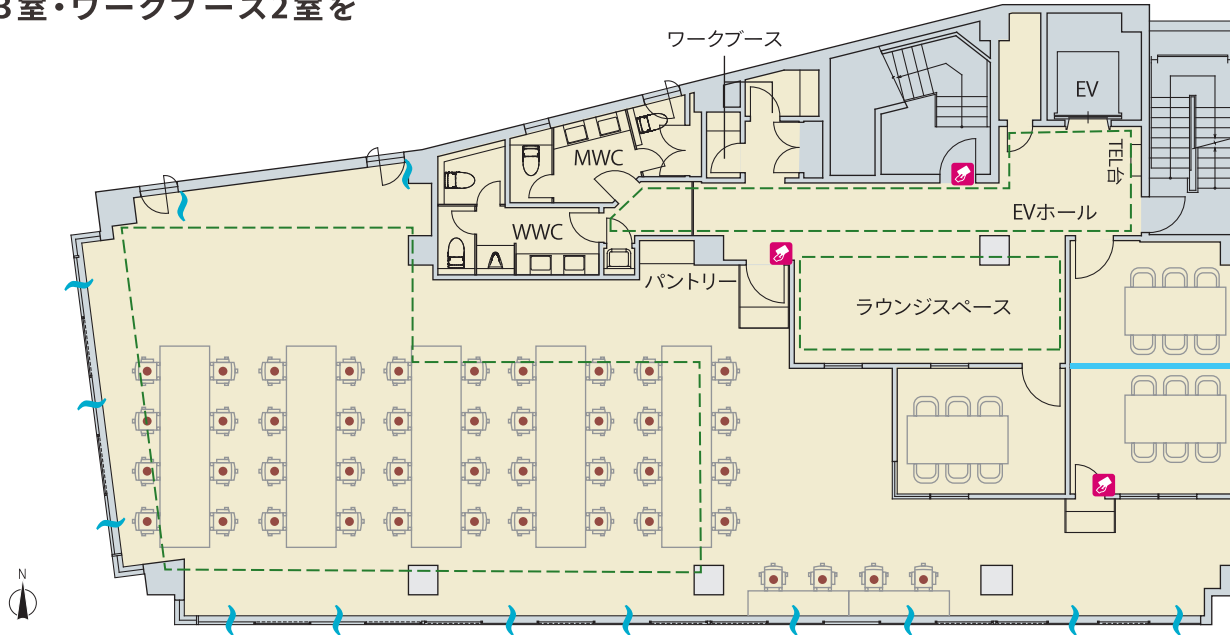 3室・ワークブース2室を
ワークブース
EV
MWC
TEL台
EVホール
WWC
パントリー
ラウンジスペース
N